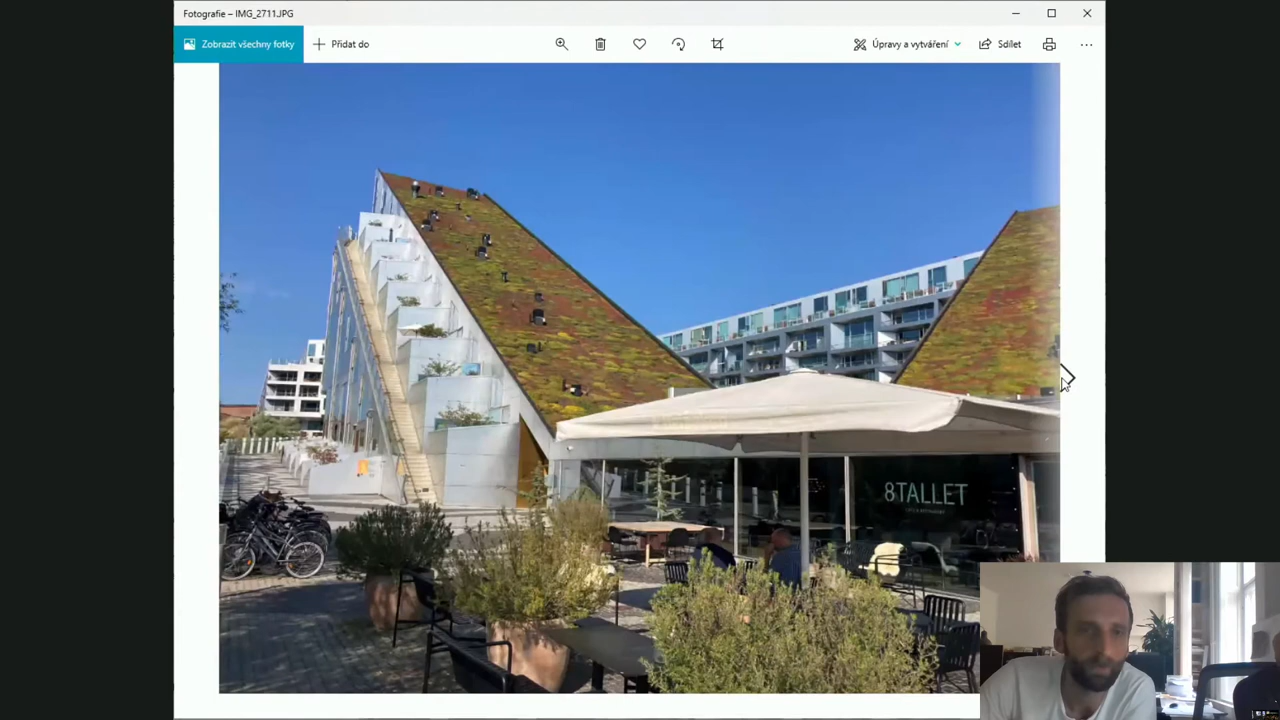 Fotografie – IMG_2711.JPG
Zobrazit všechny fotky
Přidat do
Úpravy a vytváření
Sdílet
8TALLET